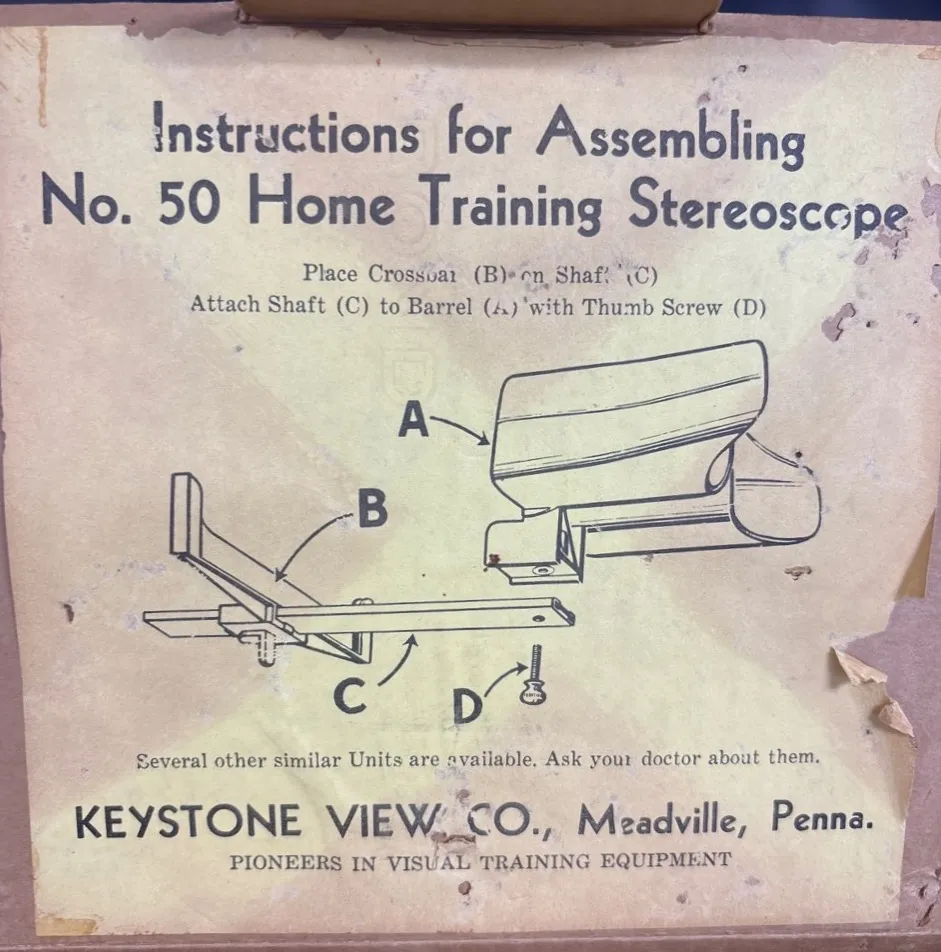 Instructions for Assembling
No. 50 Home Training Stereoscope
Place Crossbar (B) on Shaft (C)
Attach Shaft (C) to Barrel (A) with Thumb Screw (D)
A
B
C
D
Several other similar Units are available. Ask your doctor about them.
KEYSTONE VIEW CO., Meadville, Penna.
PIONEERS IN VISUAL TRAINING EQUIPMENT